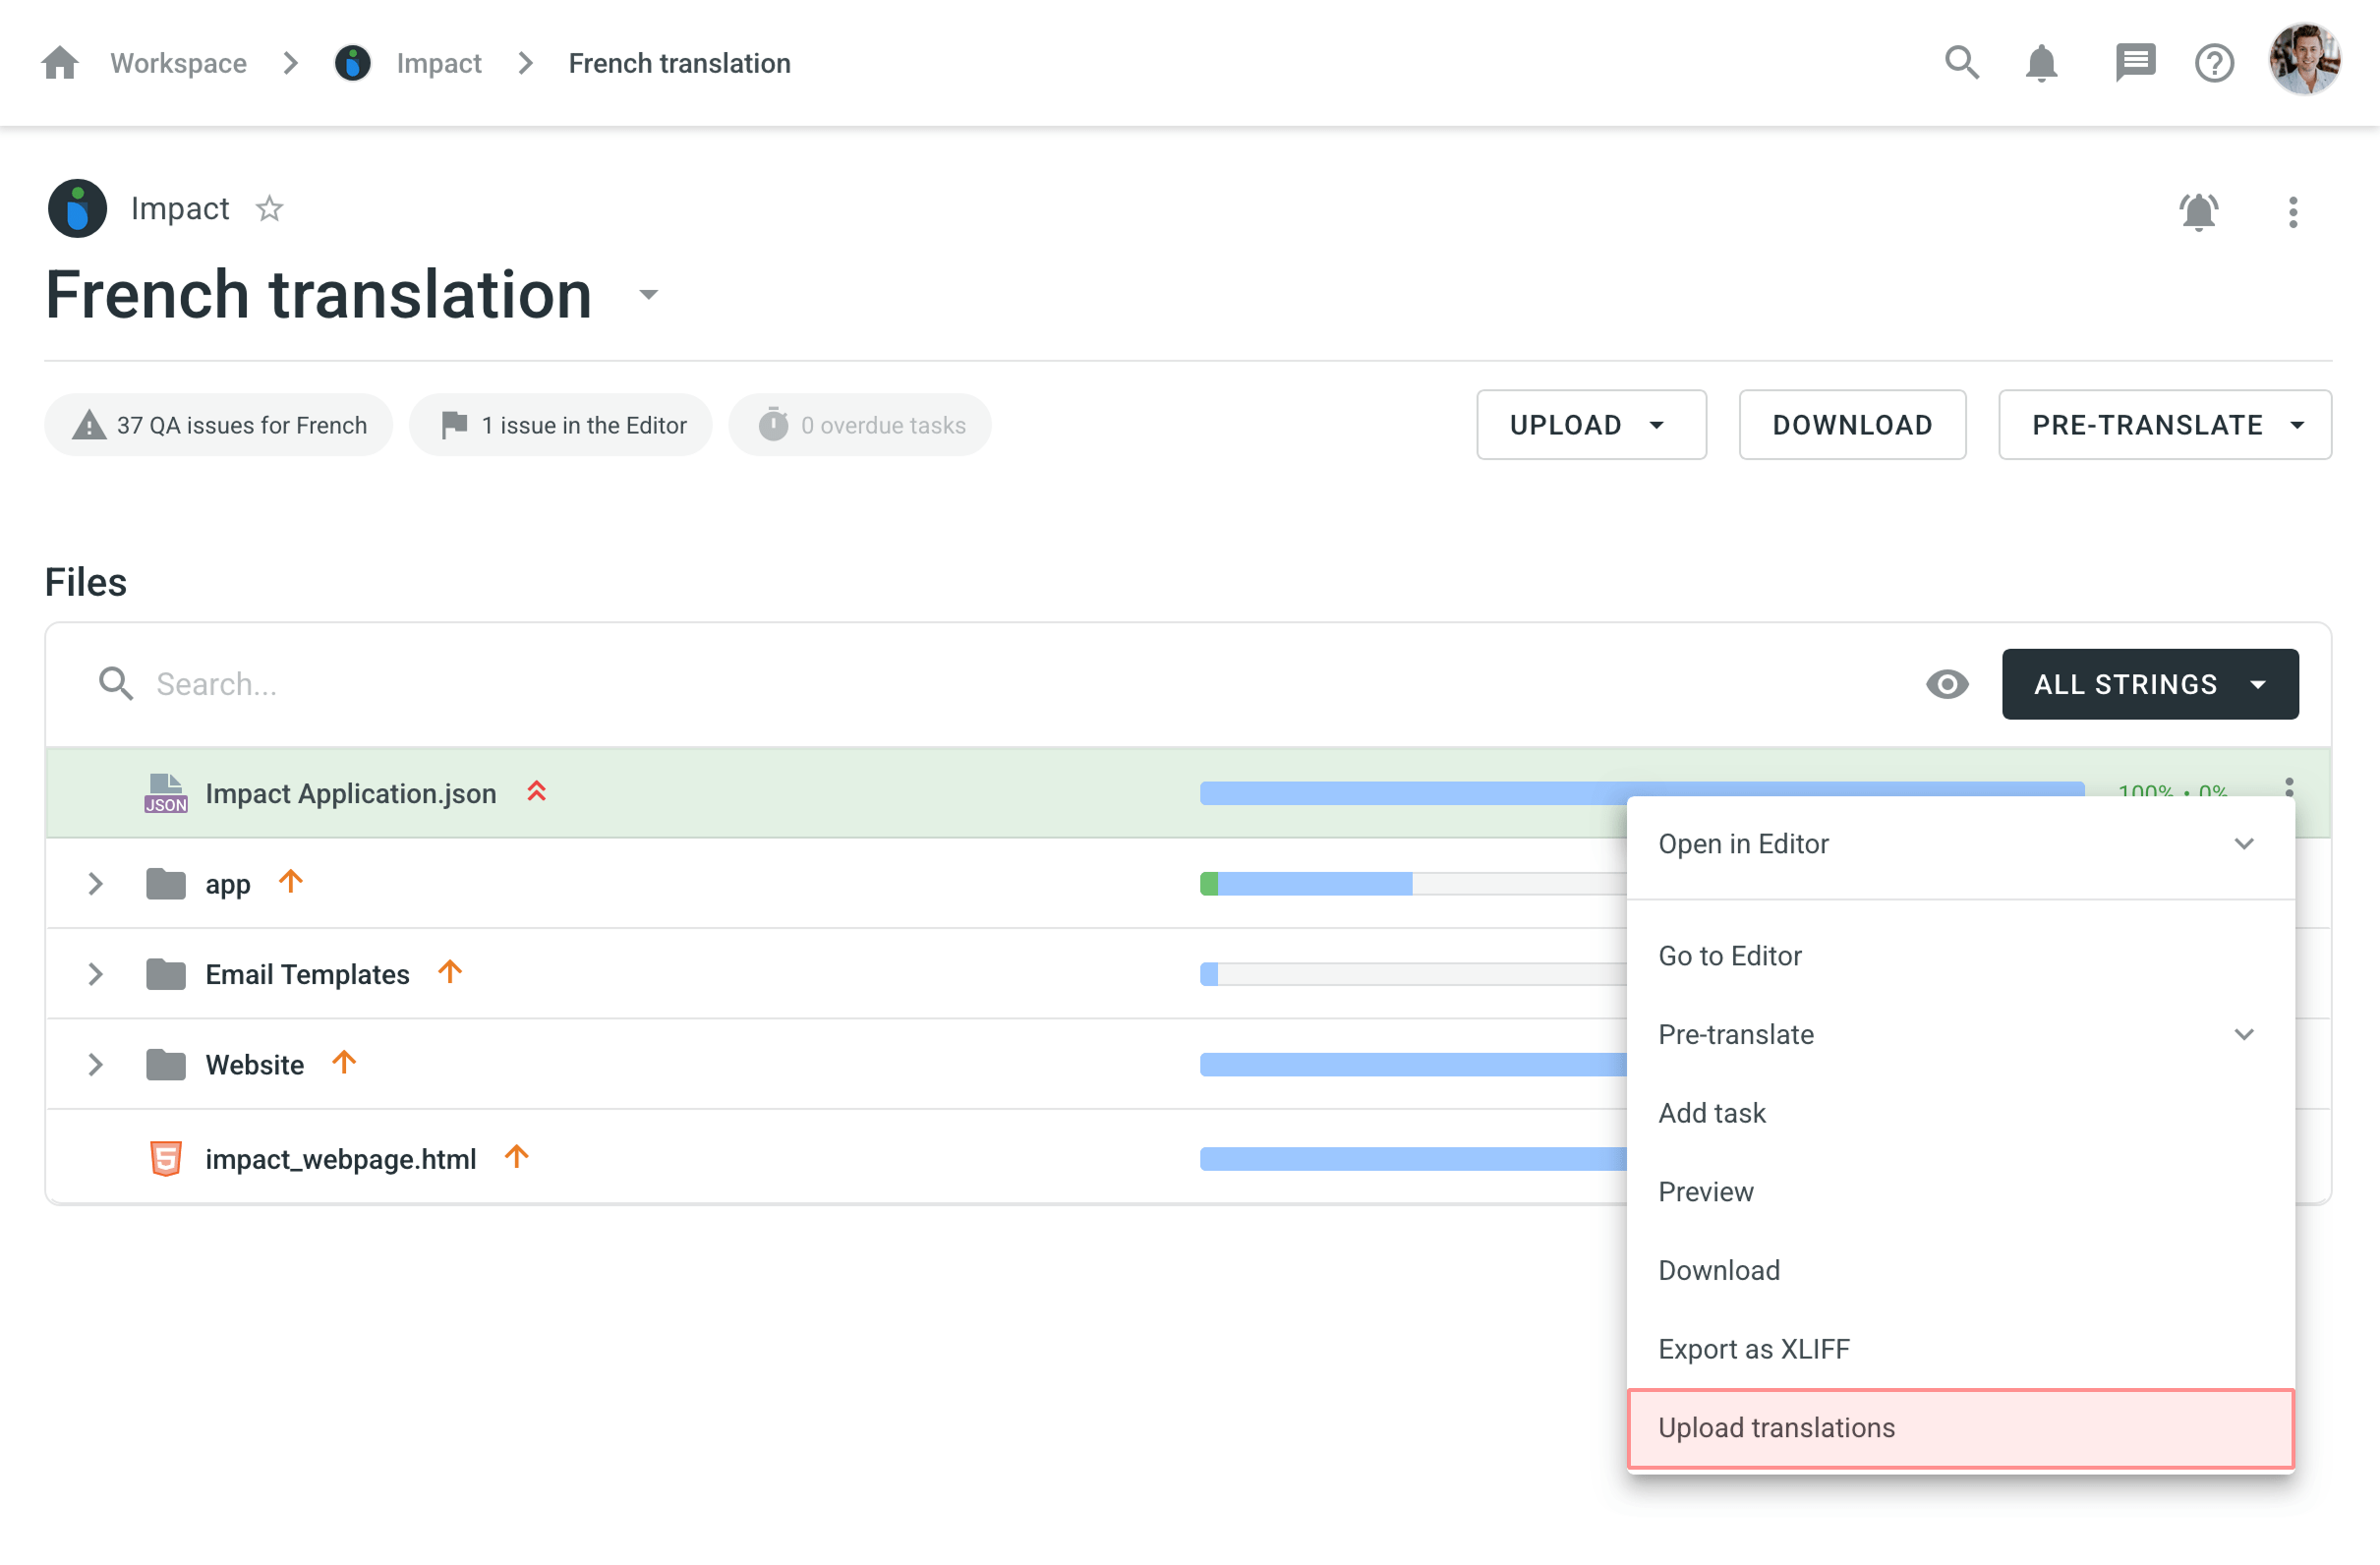 Workspace
Impact
French translation
Impact
French translation
37 QA issues for French
1 issue in the Editor
0 overdue tasks
UPLOAD
DOWNLOAD
PRE-TRANSLATE
Files
Search...
ALL STRINGS
JSON
Impact Application.json
100% • 0%
Open in Editor
app
Go to Editor
Email Templates
Pre-translate
Website
Add task
impact_webpage.html
Preview
Download
Export as XLIFF
Upload translations